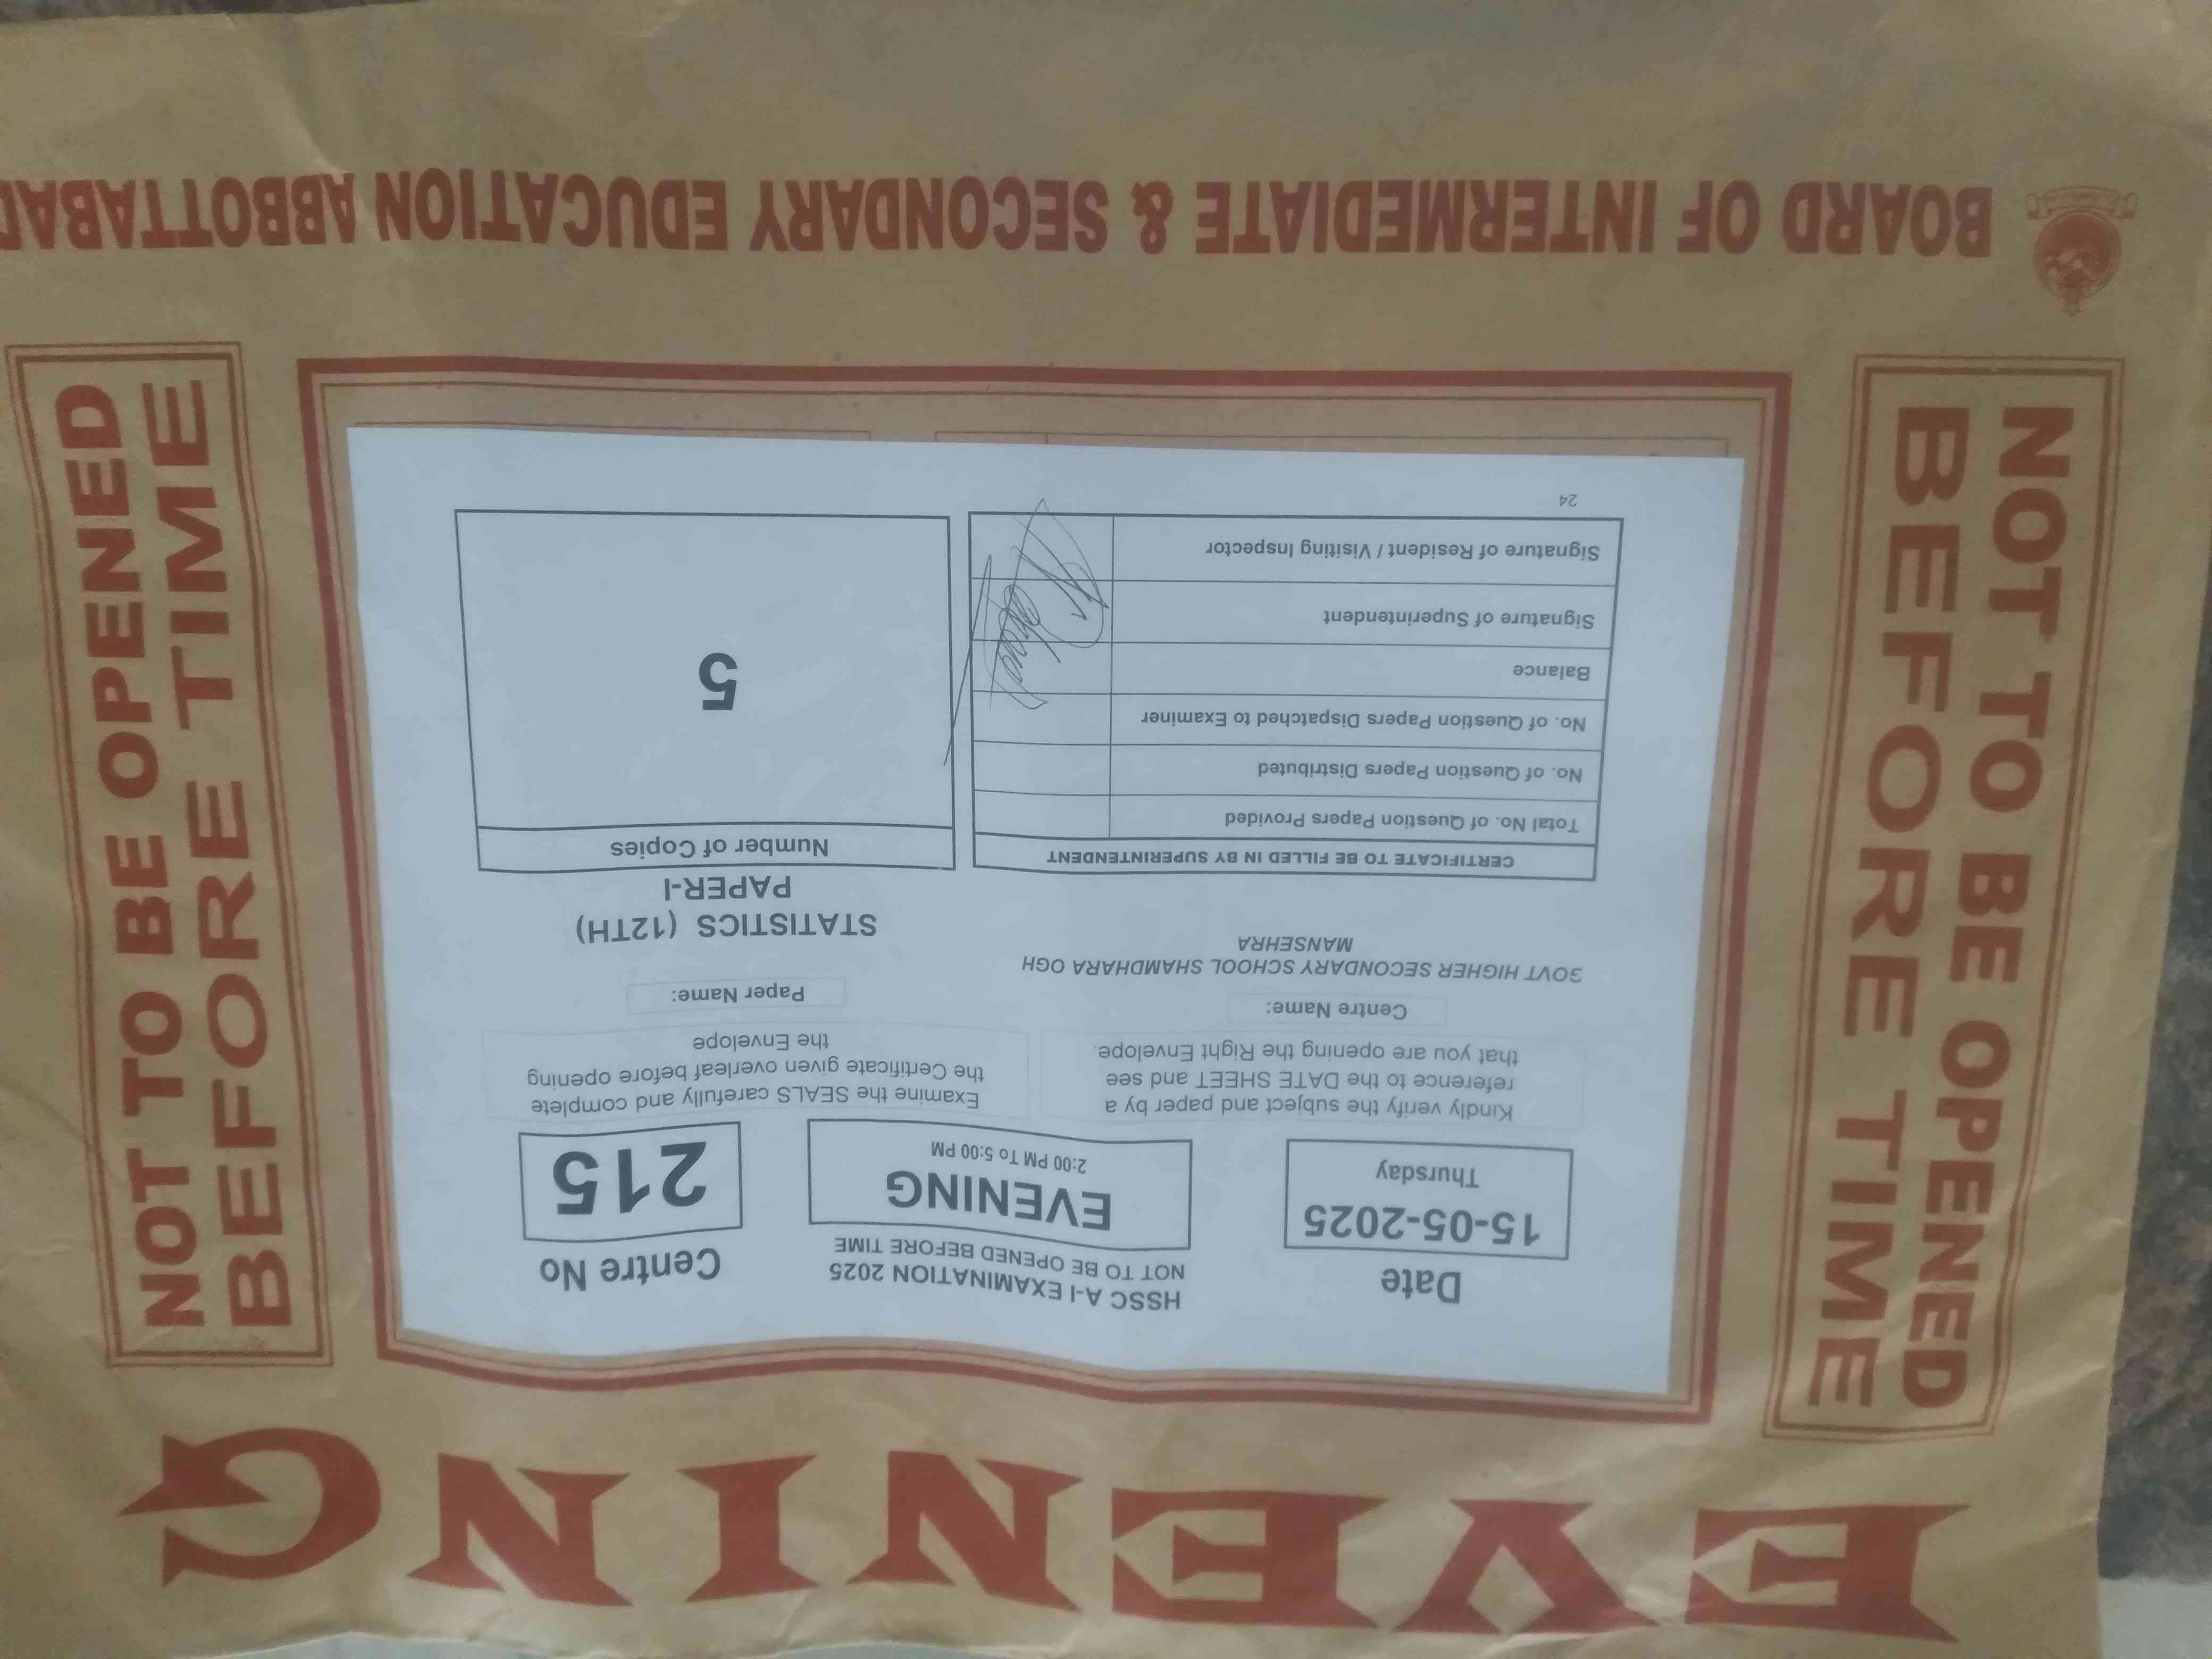 EVENING
NOT TO BE OPENED
BEFORE TIME
NOT TO BE OPENED
BEFORE TIME
Date
15-05-2025
Thursday
HSSC A-I EXAMINATION 2025
NOT TO BE OPENED BEFORE TIME
EVENING
2:00 PM To 5:00 PM
Centre No
215
Kindly verify the subject and paper by a
reference to the DATE SHEET and see
that you are opening the Right Envelope.
Examine the SEALS carefully and complete
the Certificate given overleaf before opening
the Envelope
Centre Name:
GOVT HIGHER SECONDARY SCHOOL SHAMDHARA OGH
MANSEHRA
Paper Name:
STATISTICS (12TH)
PAPER-I
CERTIFICATE TO BE FILLED IN BY SUPERINTENDENT
Total No. of Question Papers Provided
No. of Question Papers Distributed
No. of Question Papers Dispatched to Examiner
Balance
Signature of Superintendent
Signature of Resident / Visiting Inspector
24
Number of Copies
5
BOARD OF INTERMEDIATE & SECONDARY EDUCATION ABBOTTABAD